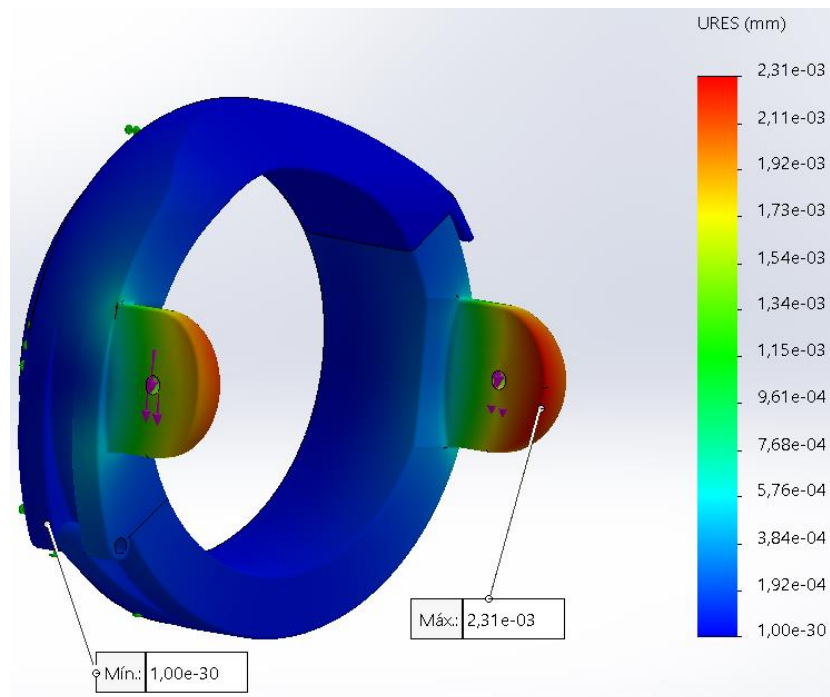 URES (mm)
2,31e-03
2,11e-03
1,92e-03
1,73e-03
1,54e-03
1,34e-03
1,15e-03
9,61e-04
7,68e-04
5,76e-04
3,84e-04
1,92e-04
1,00e-30
Máx.: 2,31e-03
Mín.: 1,00e-30